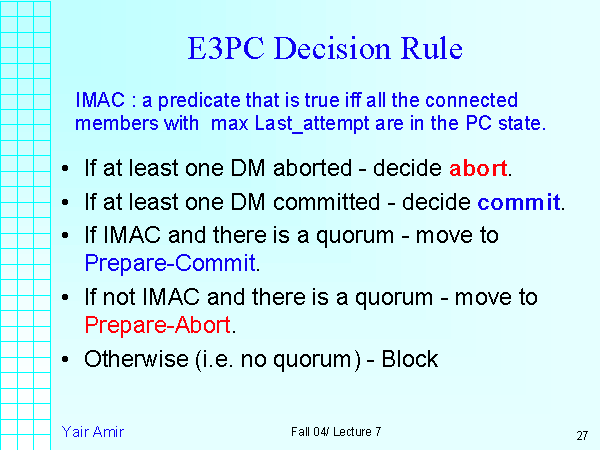 E3PC Decision Rule
IMAC : a predicate that is true iff all the connected
members with  max Last_attempt are in the PC state.
• If at least one DM aborted - decide abort.
• If at least one DM committed - decide commit.
• If IMAC and there is a quorum - move to
Prepare-Commit.
• If not IMAC and there is a quorum - move to
Prepare-Abort.
• Otherwise (i.e. no quorum) - Block
Yair Amir
Fall 04/ Lecture 7
27